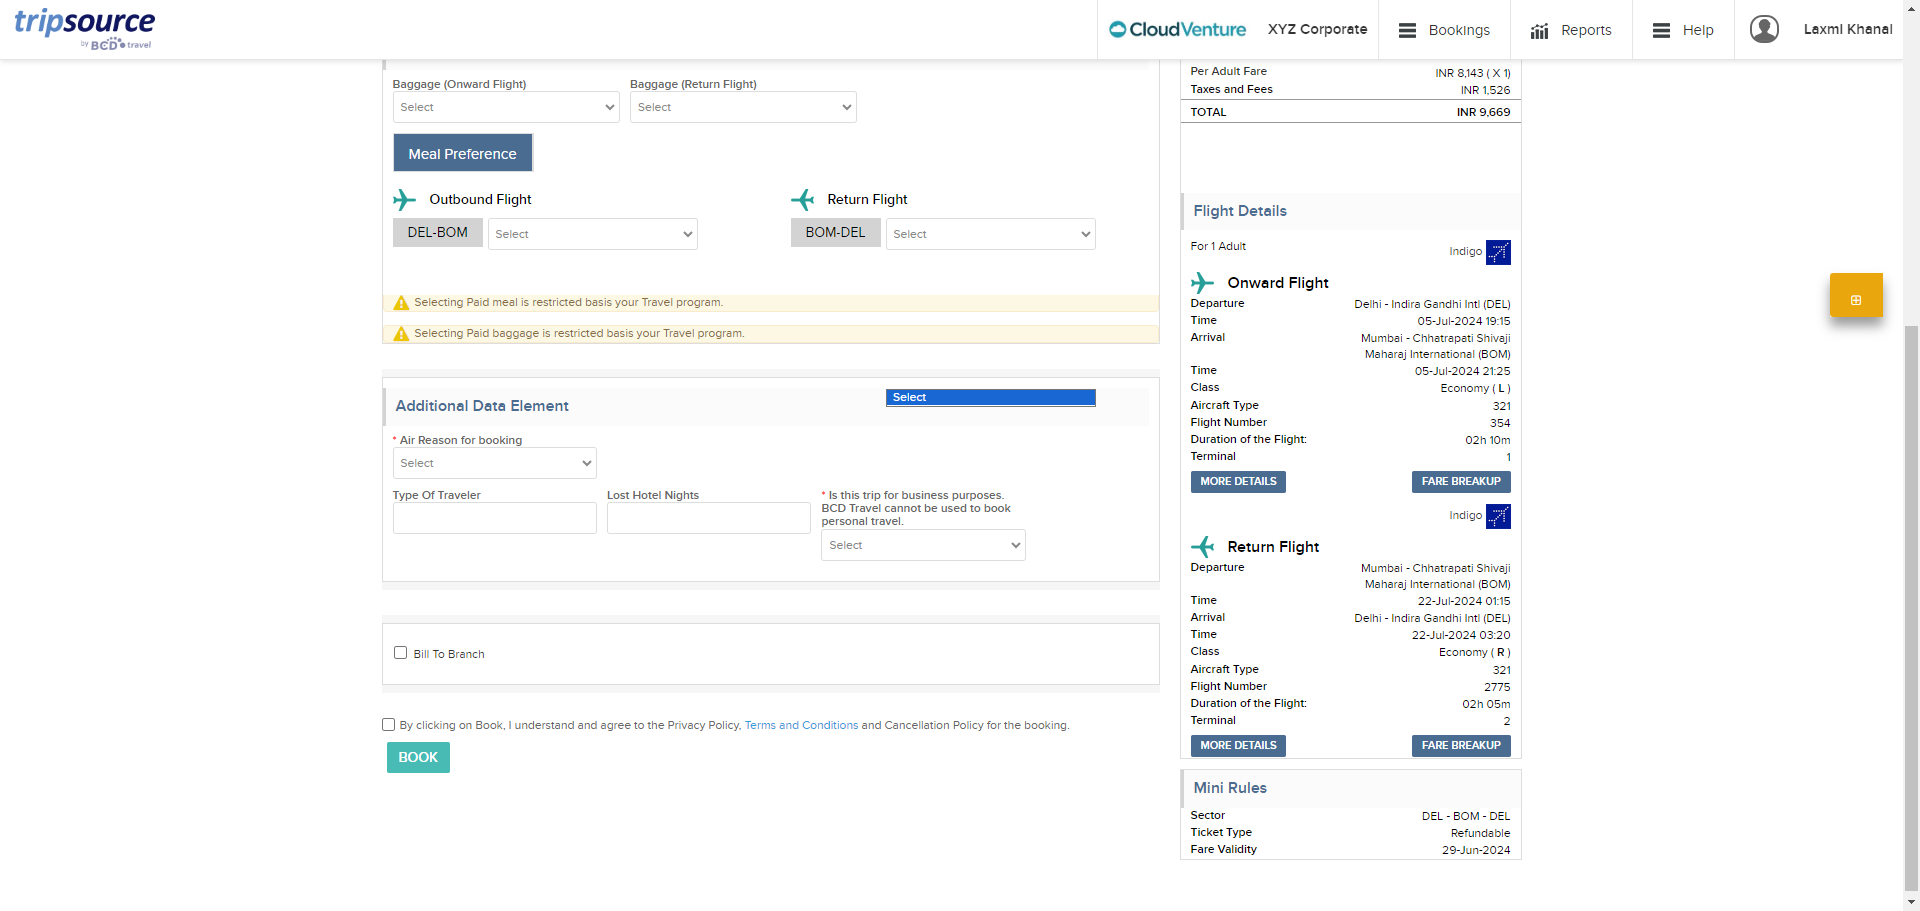 tripsource
by BCD travel
CloudVenture
XYZ Corporate
Bookings
Reports
Help
Laxmi Khanal
Baggage (Onward Flight)
Baggage (Return Flight)
Select
Select
Meal Preference
Outbound Flight
Return Flight
DEL-BOM
Select
BOM-DEL
Select
Selecting Paid meal is restricted basis your Travel program.
Selecting Paid baggage is restricted basis your Travel program.
Additional Data Element
Select
* Air Reason for booking
Select
Type Of Traveler
Lost Hotel Nights
* Is this trip for business purposes.
BCD Travel cannot be used to book
personal travel.
Select
Bill To Branch
By clicking on Book, I understand and agree to the Privacy Policy, Terms and Conditions and Cancellation Policy for the booking.
BOOK
Per Adult Fare INR 8,143 ( X 1)
Taxes and Fees INR 1,526
TOTAL INR 9,669
Flight Details
For 1 Adult Indigo
Onward Flight
Departure Delhi - Indira Gandhi Intl (DEL)
Time 05-Jul-2024 19:15
Arrival Mumbai - Chhatrapati Shivaji
Maharaj International (BOM)
Time 05-Jul-2024 21:25
Class Economy ( L )
Aircraft Type 321
Flight Number 354
Duration of the Flight: 02h 10m
Terminal 1
MORE DETAILS FARE BREAKUP
Indigo
Return Flight
Departure Mumbai - Chhatrapati Shivaji
Maharaj International (BOM)
Time 22-Jul-2024 01:15
Arrival Delhi - Indira Gandhi Intl (DEL)
Time 22-Jul-2024 03:20
Class Economy ( R )
Aircraft Type 321
Flight Number 2775
Duration of the Flight: 02h 05m
Terminal 2
MORE DETAILS FARE BREAKUP
Mini Rules
Sector DEL - BOM - DEL
Ticket Type Refundable
Fare Validity 29-Jun-2024